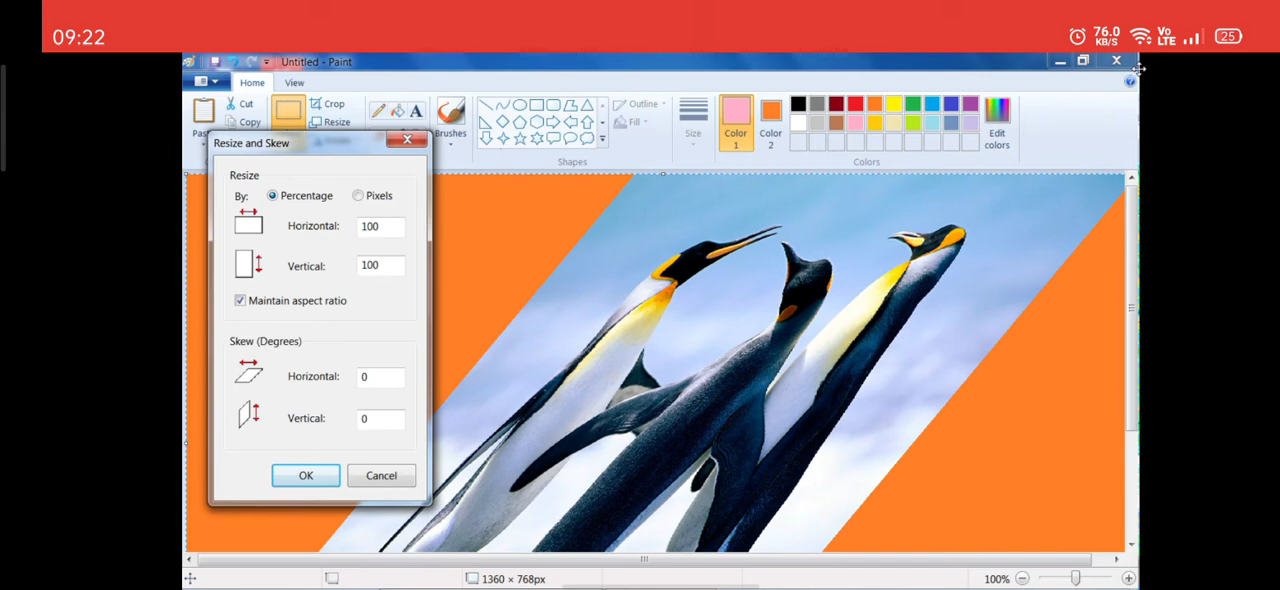 09:22
76.0
KB/S
Vo
LTE
25
Untitled - Paint
Home View
Cut
Copy
Crop
Resize
A
Brushes
Shapes
Outline
Fill
Size
Color
1
Color
2
Edit
colors
Colors
Resize and Skew
Resize
By: Percentage Pixels
Horizontal: 100
Vertical: 100
Maintain aspect ratio
Skew (Degrees)
Horizontal: 0
Vertical: 0
OK Cancel
1360 × 768px
100%